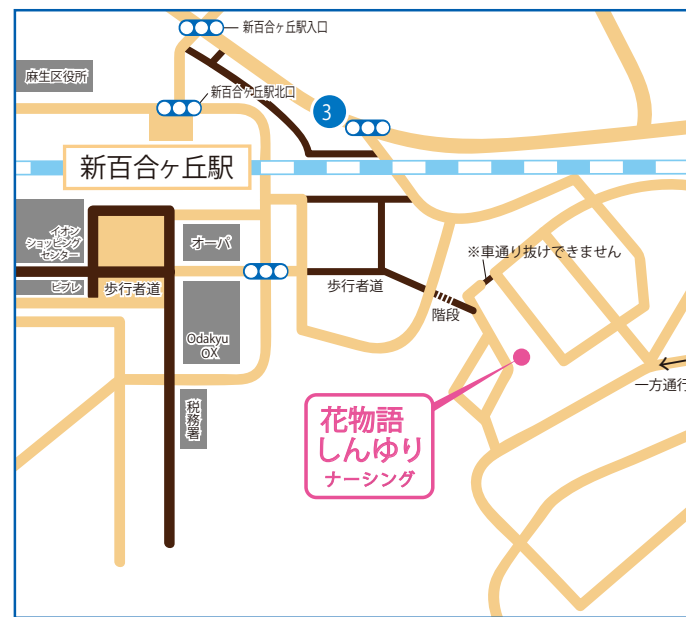 新百合ヶ丘駅入口
麻生区役所
新百合ヶ丘駅北口
3
新百合ヶ丘駅
イオン
ショッピング
センター
オーパ
※車通り抜けできません
ビブレ
歩行者道
歩行者道
階段
Odakyu
OX
一方通行
税務署
花物語
しんゆり
ナーシング